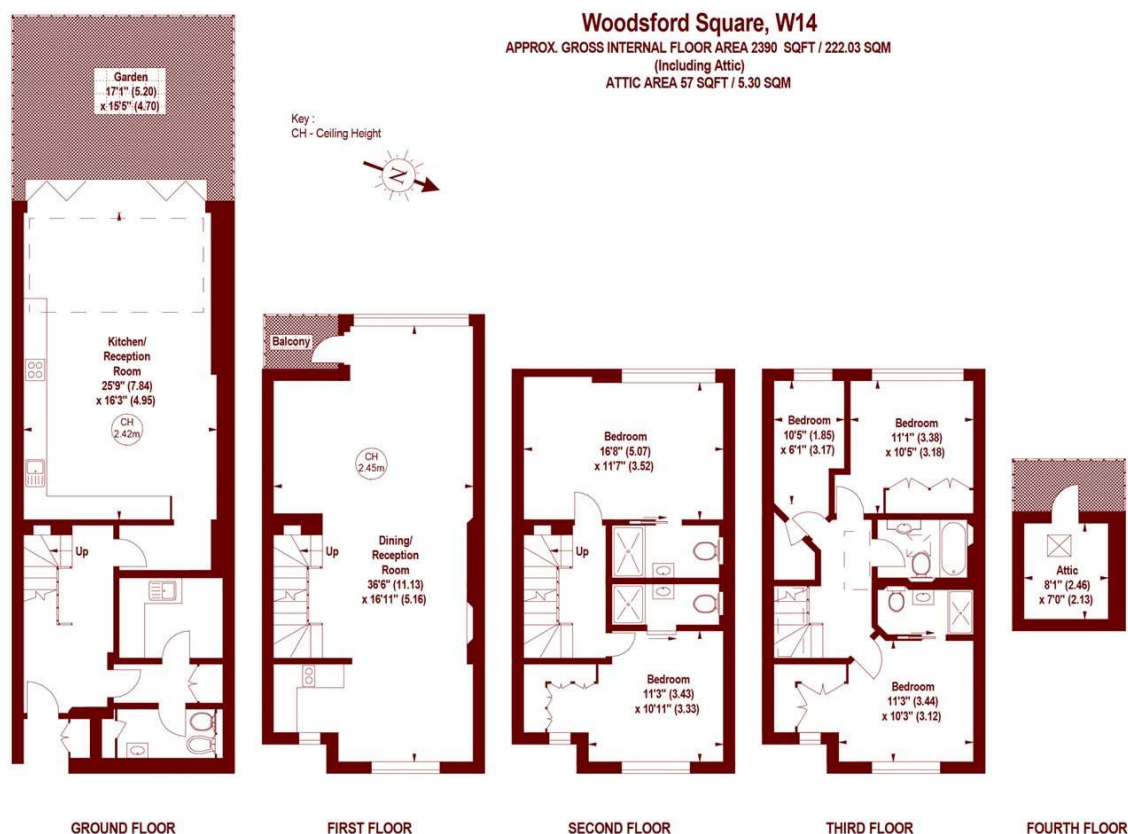 Woodsford Square, W14
APPROX. GROSS INTERNAL FLOOR AREA 2390 SQFT / 222.03 SQM
(Including Attic)
ATTIC AREA 57 SQFT / 5.30 SQM
Key :
CH - Ceiling Height
N
Garden
17'1" (5.20)
x 15'5" (4.70)
Kitchen/
Reception
Room
25'9" (7.84)
x 16'3" (4.95)
CH
2.42m
Up
GROUND FLOOR
Balcony
CH
2.45m
Dining/
Reception
Room
36'6" (11.13)
x 16'11" (5.16)
Up
FIRST FLOOR
Bedroom
16'8" (5.07)
x 11'7" (3.52)
Up
Bedroom
11'3" (3.43)
x 10'11" (3.33)
SECOND FLOOR
Bedroom
10'5" (1.85)
x 6'1" (3.17)
Bedroom
11'1" (3.38)
x 10'5" (3.18)
Bedroom
11'3" (3.44)
x 10'3" (3.12)
THIRD FLOOR
Attic
8'1" (2.46)
x 7'0" (2.13)
FOURTH FLOOR